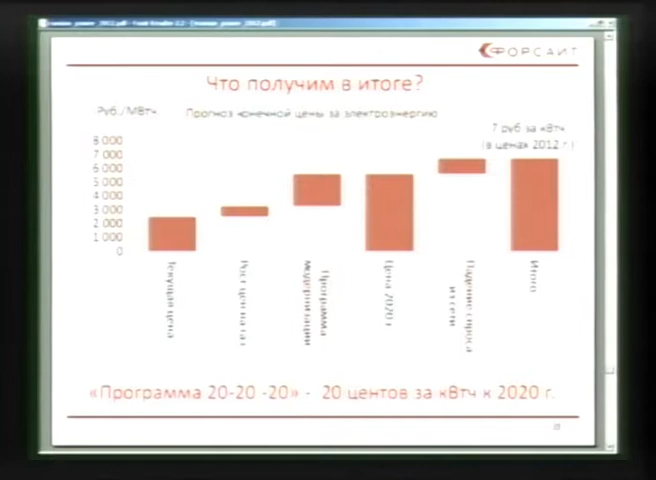 ФОРСАЙТ
Что получим в итоге?
Руб./МВтч
Прогноз конечной цены за электроэнергию
7 руб за кВтч
(в ценах 2012 г.)
8 000
7 000
6 000
5 000
4 000
3 000
2 000
1 000
0
Текущая цена
Рост цен на газ
Программа
модернизации
Цена 2020 г
Падение спроса
из сети
Итого
«Программа 20-20 -20» - 20 центов за кВтч к 2020 г.